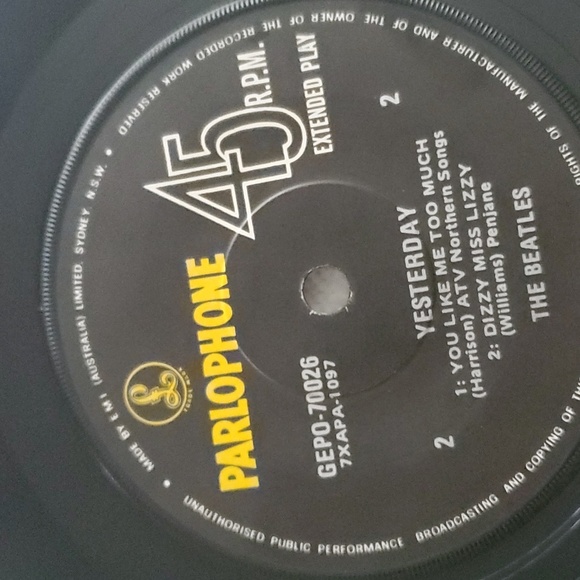 PARLOPHONE
45 R.P.M.
EXTENDED PLAY
TRADE MARK
GEPO-70026
7XAPA-1097
2
2
YESTERDAY
1: YOU LIKE ME TOO MUCH
(Harrison) ATV Northern Songs
2: DIZZY MISS LIZZY
(Williams) Penjane
THE BEATLES
• MADE BY E M I (AUSTRALIA) LIMITED. SYDNEY N.S.W. •
RIGHTS OF THE MANUFACTURER AND OF THE OWNER OF THE RECORDED WORK RESERVED
UNAUTHORISED PUBLIC PERFORMANCE BROADCASTING AND COPYING OF